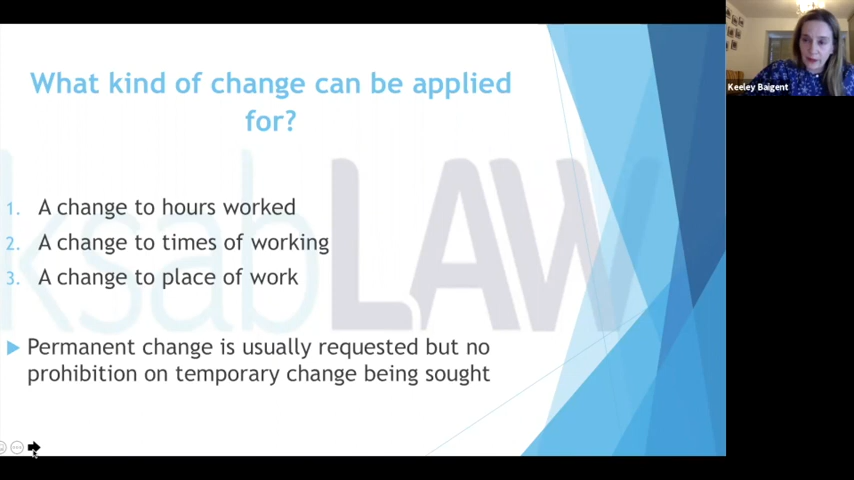 What kind of change can be applied
for?
1. A change to hours worked
2. A change to times of working
3. A change to place of work
Permanent change is usually requested but no
prohibition on temporary change being sought
ksabLAW
Keeley Baigent